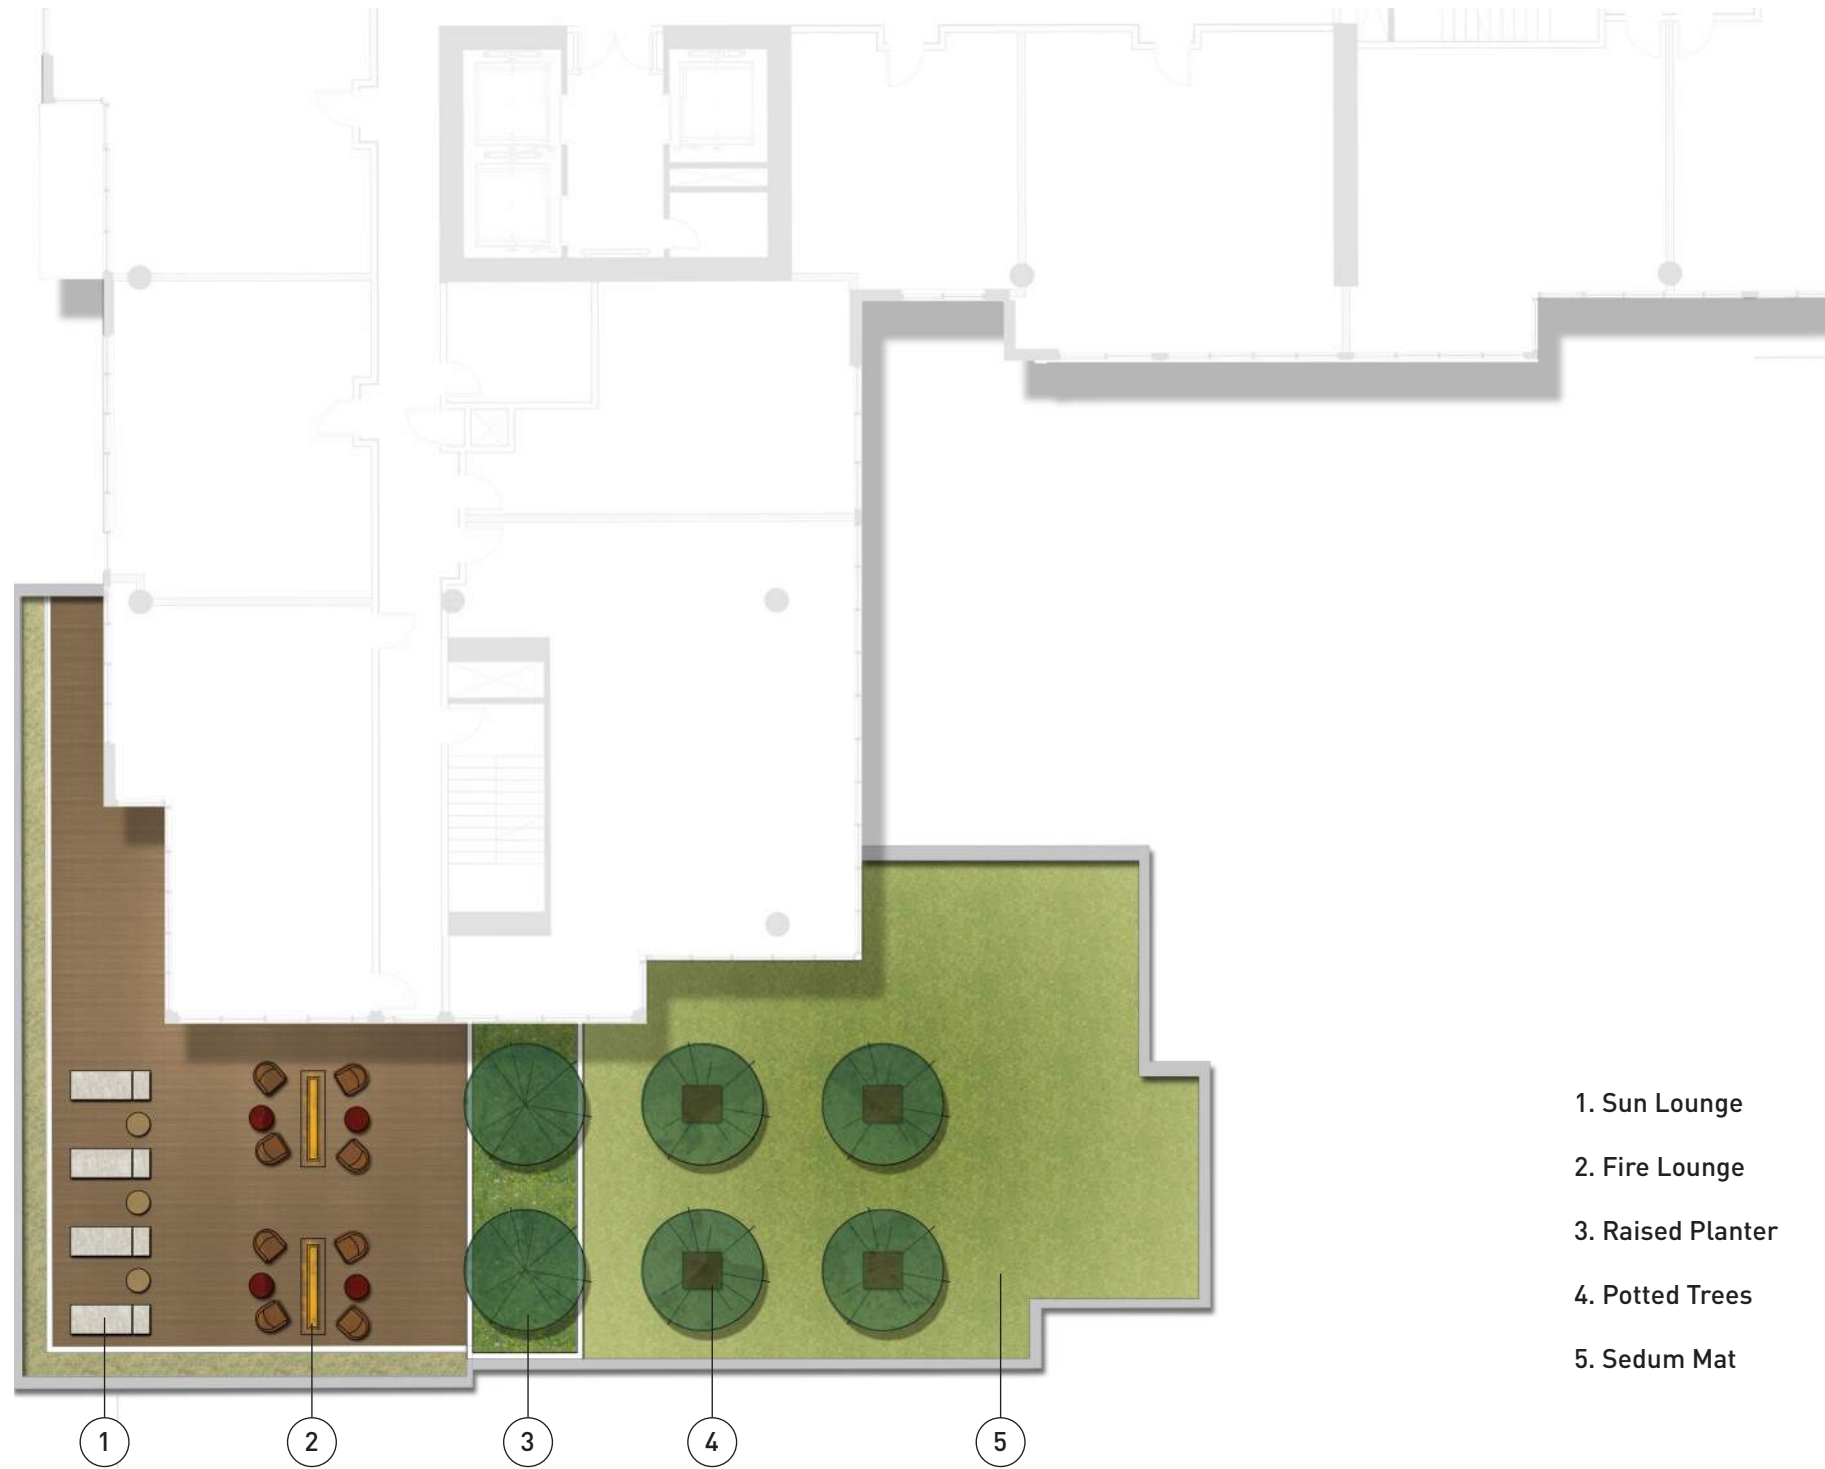 1. Sun Lounge
2. Fire Lounge
3. Raised Planter
4. Potted Trees
5. Sedum Mat
1 2 3 4 5